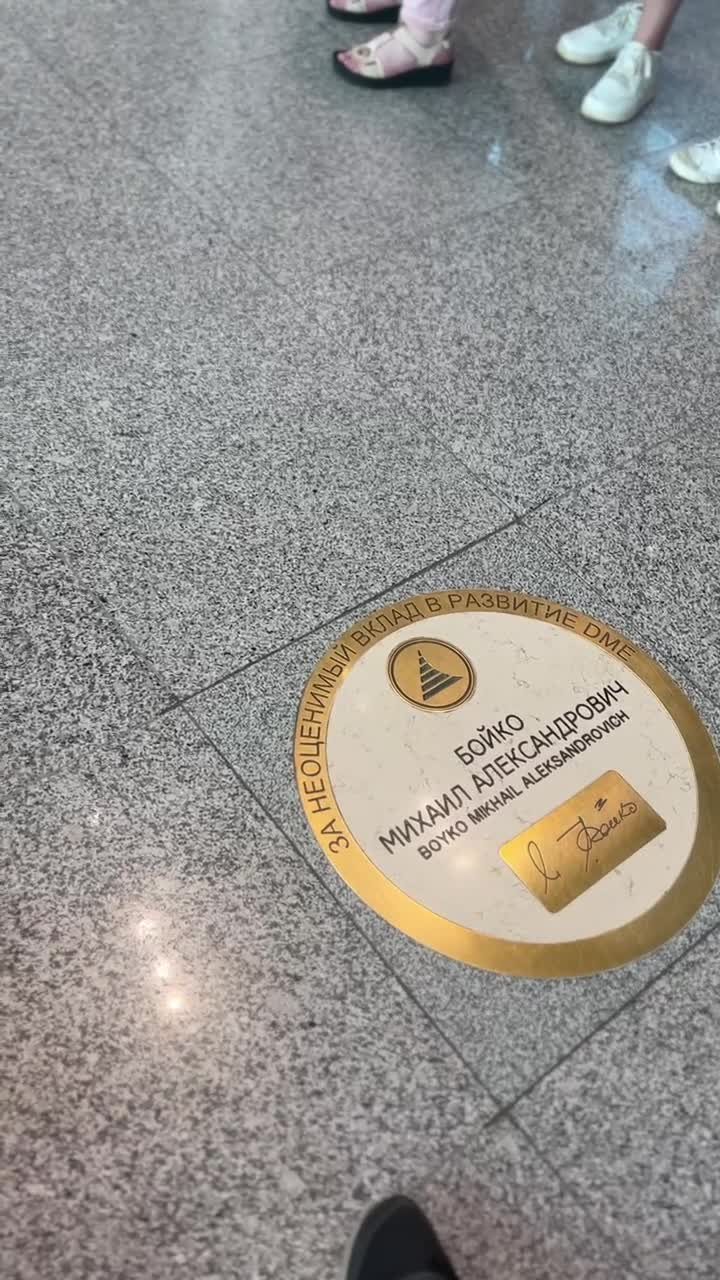 ЗА НЕОЦЕНИМЫЙ ВКЛАД В РАЗВИТИЕ DME
БОЙКО
МИХАИЛ АЛЕКСАНДРОВИЧ
BOYKO MIKHAIL ALEKSANDROVICH